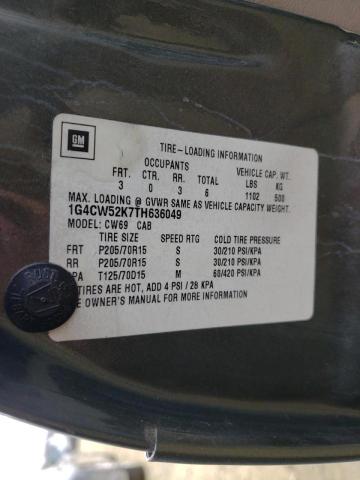 GM
TIRE-LOADING INFORMATION
OCCUPANTS VEHICLE CAP. WT.
FRT. CTR. RR. TOTAL LBS KG
3 0 3 6 1102 500
MAX. LOADING @ GVWR SAME AS VEHICLE CAPACITY WEIGHT.
1G4CW52K7TH636049
MODEL: CW69 CAB
TIRE SIZE SPEED RTG COLD TIRE PRESSURE
FRT P205/70R15 S 30/210 PSI/KPA
RR P205/70R15 S 30/210 PSI/KPA
SPA T125/70D15 M 60/420 PSI/KPA
TIRES ARE HOT, ADD 4 PSI / 28 KPA
OWNER'S MANUAL FOR MORE INFORMATION